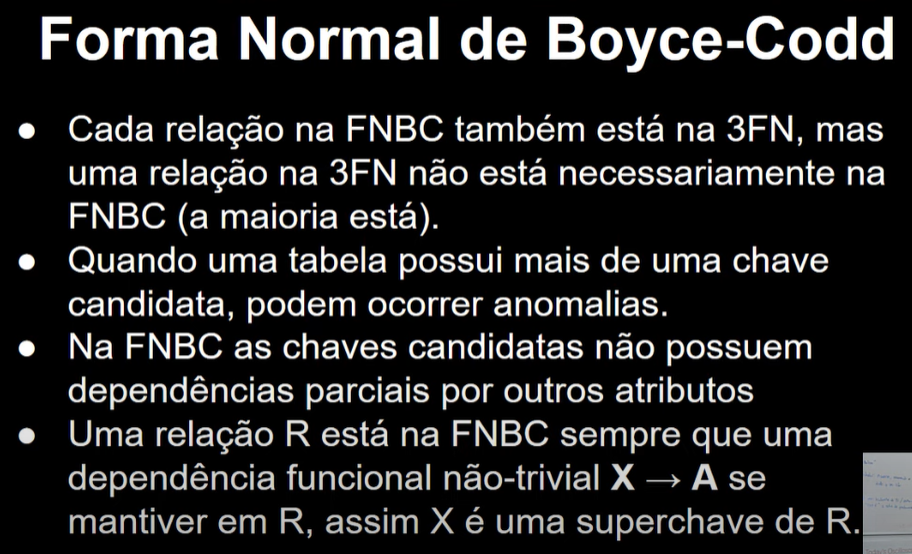 Forma Normal de Boyce-Codd
● Cada relação na FNBC também está na 3FN, mas
uma relação na 3FN não está necessariamente na
FNBC (a maioria está).
● Quando uma tabela possui mais de uma chave
candidata, podem ocorrer anomalias.
● Na FNBC as chaves candidatas não possuem
dependências parciais por outros atributos
● Uma relação R está na FNBC sempre que uma
dependência funcional não-trivial X → A se
mantiver em R, assim X é uma superchave de R.